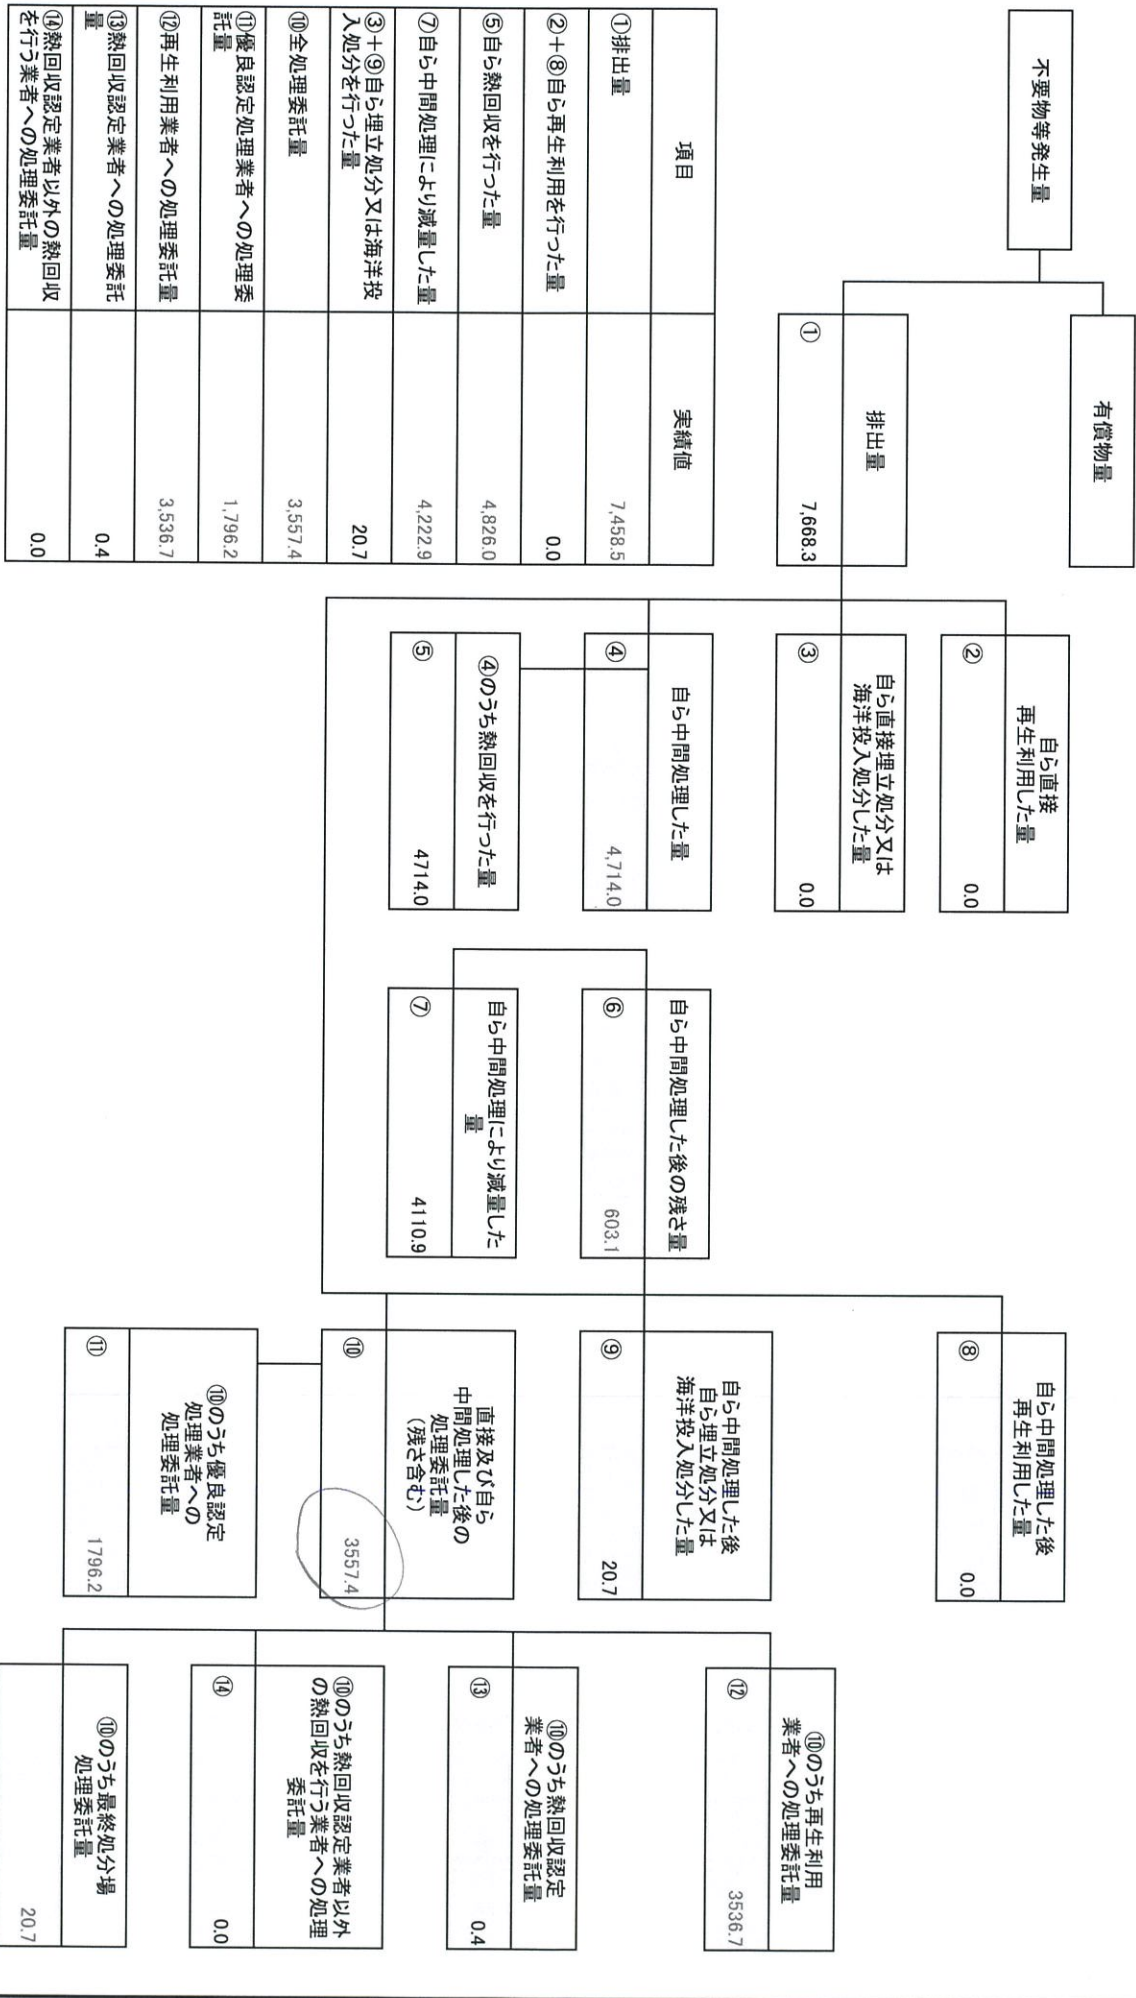 不要物等発生量
有償物量
排出量
① 7,668.3
自ら直接
再生利用した量
② 0.0
自ら直接埋立処分又は
海洋投入処分した量
③ 0.0
自ら中間処理した量
④ 4,714.0
④のうち熱回収を行った量
⑤ 4714.0
自ら中間処理した後の残さ量
⑥ 603.1
自ら中間処理により減量した
量
⑦ 4110.9
自ら中間処理した後
再生利用した量
⑧ 0.0
自ら中間処理した後
自ら埋立処分又は
海洋投入処分した量
⑨ 20.7
直接及び自ら
中間処理した後の
処理委託量
(残さ含む)
⑩ 3557.4
⑩のうち優良認定
処理業者への
処理委託量
⑪ 1796.2
⑩のうち再生利用
業者への処理委託量
⑫ 3536.7
⑩のうち熱回収認定
業者への処理委託量
⑬ 0.4
⑩のうち熱回収認定業者以外
の熱回収を行う業者への処理
委託量
⑭ 0.0
⑩のうち最終処分場
処理委託量
20.7
項目 実績値
①排出量 7,458.5
②+⑧自ら再生利用を行った量 0.0
⑤自ら熱回収を行った量 4,826.0
⑦自ら中間処理により減量した量 4,222.9
③+⑨自ら埋立処分又は海洋投
入処分を行った量 20.7
⑩全処理委託量 3,557.4
⑪優良認定処理業者への処理委
託量 1,796.2
⑫再生利用業者への処理委託量 3,536.7
⑬熱回収認定業者への処理委託
量 0.4
⑭熱回収認定業者以外の熱回収
を行う業者への処理委託量 0.0